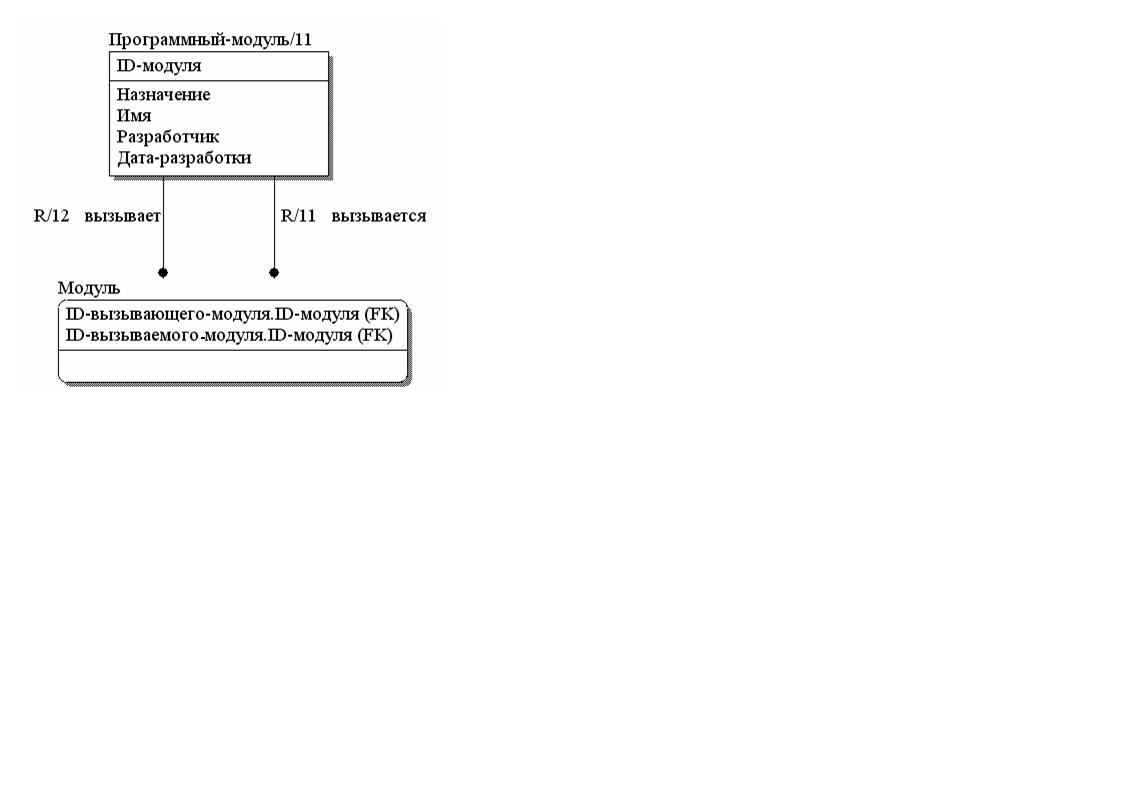 Программный-модуль/11
ID-модуля
Назначение
Имя
Разработчик
Дата-разработки
R/12 вызывает
R/11 вызывается
Модуль
ID-вызывающего-модуля.ID-модуля (FK)
ID-вызываемого-модуля.ID-модуля (FK)